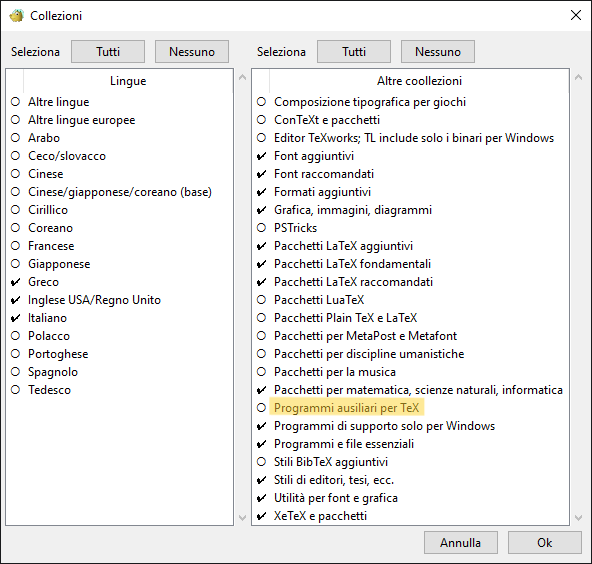 Collezioni
Seleziona Tutti Nessuno
Seleziona Tutti Nessuno
Lingue
Altre lingue
Altre lingue europee
Arabo
Ceco/slovacco
Cinese
Cinese/giapponese/coreano (base)
Cirillico
Coreano
Francese
Giapponese
Greco
Inglese USA/Regno Unito
Italiano
Polacco
Portoghese
Spagnolo
Tedesco
Altre coollezioni
Composizione tipografica per giochi
ConTeXt e pacchetti
Editor TeXworks; TL include solo i binari per Windows
Font aggiuntivi
Font raccomandati
Formati aggiuntivi
Grafica, immagini, diagrammi
PSTricks
Pacchetti LaTeX aggiuntivi
Pacchetti LaTeX fondamentali
Pacchetti LaTeX raccomandati
Pacchetti LuaTeX
Pacchetti Plain TeX e LaTeX
Pacchetti per MetaPost e Metafont
Pacchetti per discipline umanistiche
Pacchetti per la musica
Pacchetti per matematica, scienze naturali, informatica
Programmi ausiliari per TeX
Programmi di supporto solo per Windows
Programmi e file essenziali
Stili BibTeX aggiuntivi
Stili di editori, tesi, ecc.
Utilità per font e grafica
XeTeX e pacchetti
Annulla Ok